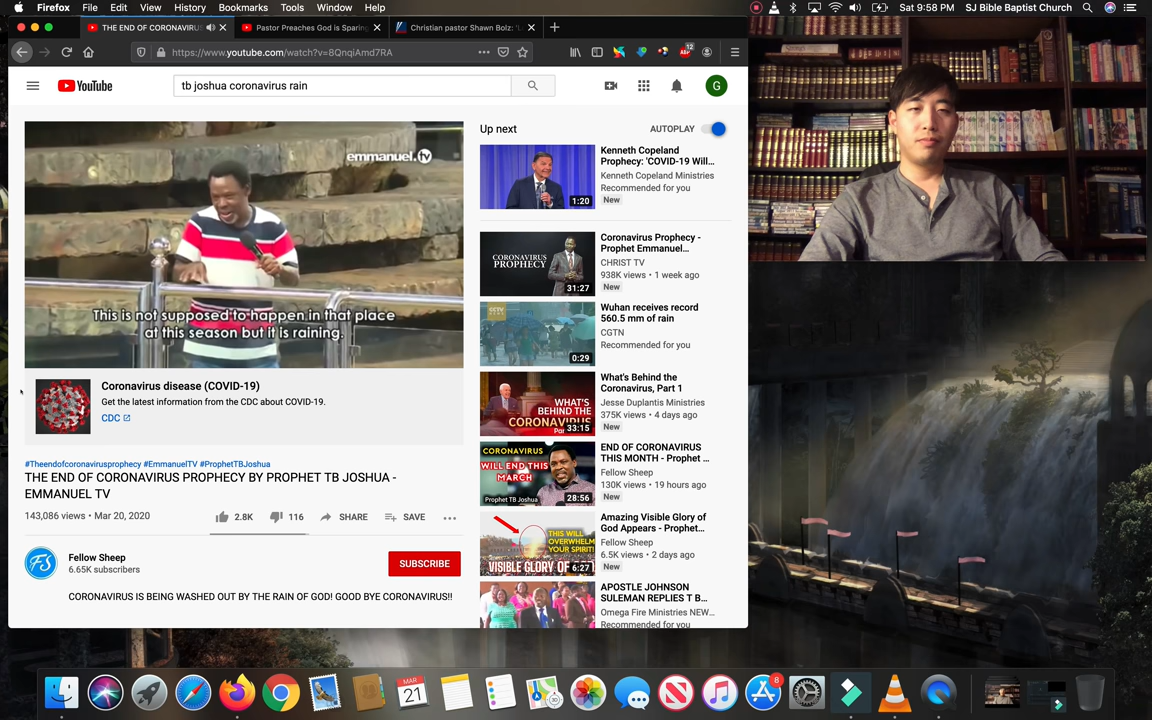 Firefox File Edit View History Bookmarks Tools Window Help
Sat 9:58 PM SJ Bible Baptist Church
THE END OF CORONAVIRUS
Pastor Preaches God is Sparing
Christian pastor Shawn Bolz: 'L
https://www.youtube.com/watch?v=8QnqiAmd7RA
12
YouTube
tb joshua coronavirus rain
G
emmanuel.tv
This is not supposed to happen in that place
at this season but it is raining.
Coronavirus disease (COVID-19)
Get the latest information from the CDC about COVID-19.
CDC
#Theendofcoronavirusprophecy #EmmanuelTV #ProphetTBJoshua
THE END OF CORONAVIRUS PROPHECY BY PROPHET TB JOSHUA -
EMMANUEL TV
143,086 views • Mar 20, 2020
2.8K
116
SHARE
SAVE
FS
Fellow Sheep
6.65K subscribers
SUBSCRIBE
CORONAVIRUS IS BEING WASHED OUT BY THE RAIN OF GOD! GOOD BYE CORONAVIRUS!!
Up next
AUTOPLAY
1:20
Kenneth Copeland
Prophecy: 'COVID-19 Will...
Kenneth Copeland Ministries
Recommended for you
New
CORONAVIRUS
PROPHECY
31:27
Coronavirus Prophecy -
Prophet Emmanuel...
CHRIST TV
938K views • 1 week ago
New
CGTN
0:29
Wuhan receives record
560.5 mm of rain
CGTN
Recommended for you
WHAT'S
BEHIND THE
CORONAVIRUS
33:15
What's Behind the
Coronavirus, Part 1
Jesse Duplantis Ministries
375K views • 4 days ago
New
CORONAVIRUS
WILL END THIS
MARCH
Prophet TB Joshua
28:56
END OF CORONAVIRUS
THIS MONTH - Prophet ...
Fellow Sheep
130K views • 19 hours ago
New
THIS WILL
OVERWHELM
YOUR SPIRIT!
VISIBLE GLORY OF
6:27
Amazing Visible Glory of
God Appears - Prophet...
Fellow Sheep
6.5K views • 2 days ago
New
APOSTLE JOHNSON
SULEMAN REPLIES T B...
Omega Fire Ministries NEW...
Recommended for you
MAR
21
8